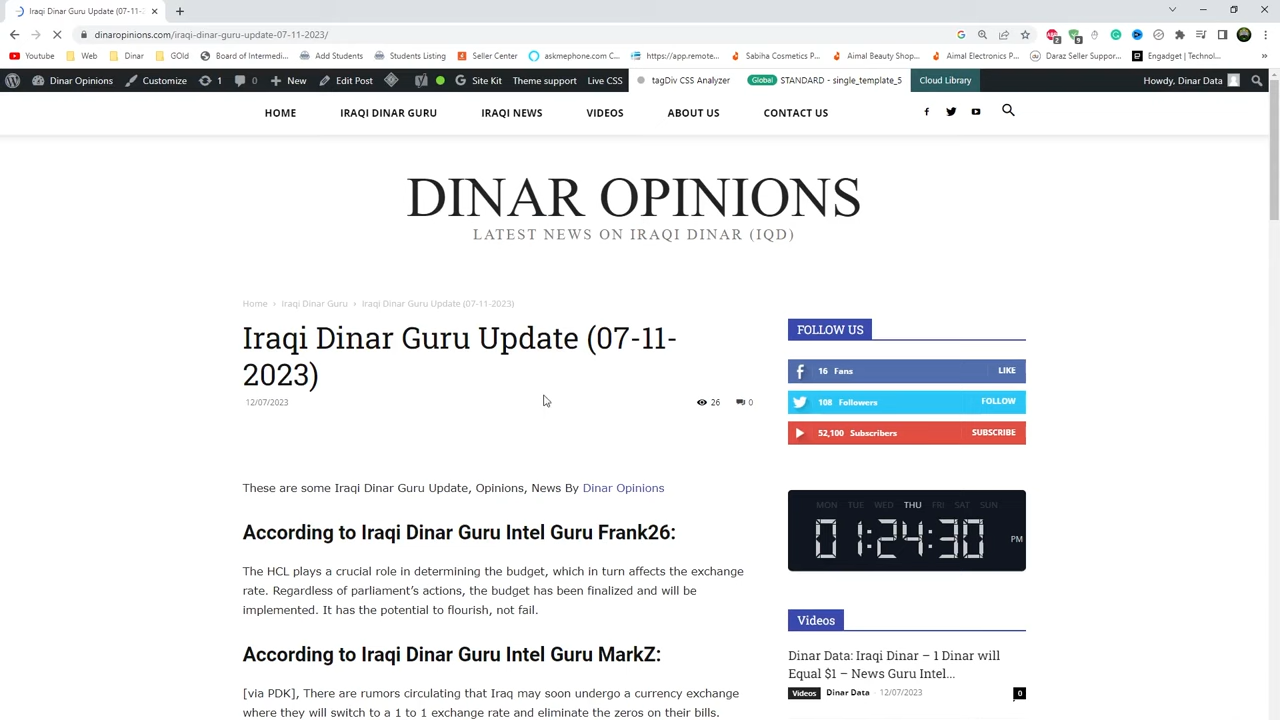 Iraqi Dinar Guru Update (07-11-
dinaropinions.com/iraqi-dinar-guru-update-07-11-2023/
2
9
Youtube
Web
Dinar
GOld
Board of Intermedi...
Add Students
Students Listing
Seller Center
askmephone.com C...
https://app.remote...
Sabiha Cosmetics P...
Aimal Beauty Shop...
Aimal Electronics P...
Daraz Seller Suppor...
Engadget | Technol...
»
Dinar Opinions
Customize
1
0
New
Edit Post
Site Kit
Theme support
Live CSS
tagDiv CSS Analyzer
Global
STANDARD - single_template_5
Cloud Library
Howdy, Dinar Data
HOME
IRAQI DINAR GURU
IRAQI NEWS
VIDEOS
ABOUT US
CONTACT US
DINAR OPINIONS
LATEST NEWS ON IRAQI DINAR (IQD)
Home › Iraqi Dinar Guru › Iraqi Dinar Guru Update (07-11-2023)
Iraqi Dinar Guru Update (07-11-
2023)
12/07/2023
26
0
These are some Iraqi Dinar Guru Update, Opinions, News By Dinar Opinions
According to Iraqi Dinar Guru Intel Guru Frank26:
The HCL plays a crucial role in determining the budget, which in turn affects the exchange
rate. Regardless of parliament's actions, the budget has been finalized and will be
implemented. It has the potential to flourish, not fail.
According to Iraqi Dinar Guru Intel Guru MarkZ:
[via PDK], There are rumors circulating that Iraq may soon undergo a currency exchange
where they will switch to a 1 to 1 exchange rate and eliminate the zeros on their bills.
FOLLOW US
16 Fans
LIKE
108 Followers
FOLLOW
52,100 Subscribers
SUBSCRIBE
MON TUE WED THU FRI SAT SUN
01:24:30 PM
Videos
Dinar Data: Iraqi Dinar – 1 Dinar will
Equal $1 – News Guru Intel...
Videos Dinar Data - 12/07/2023
0